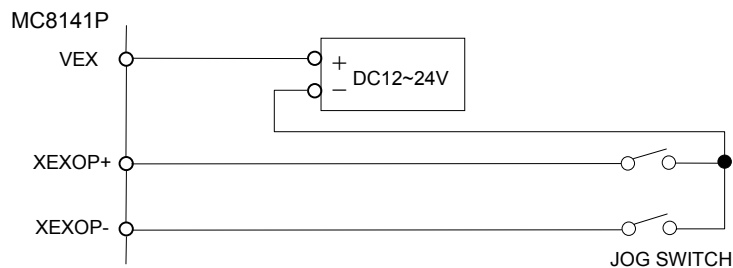 MC8141P
VEX
+
DC12~24V
−
XEXOP+
XEXOP-
JOG SWITCH